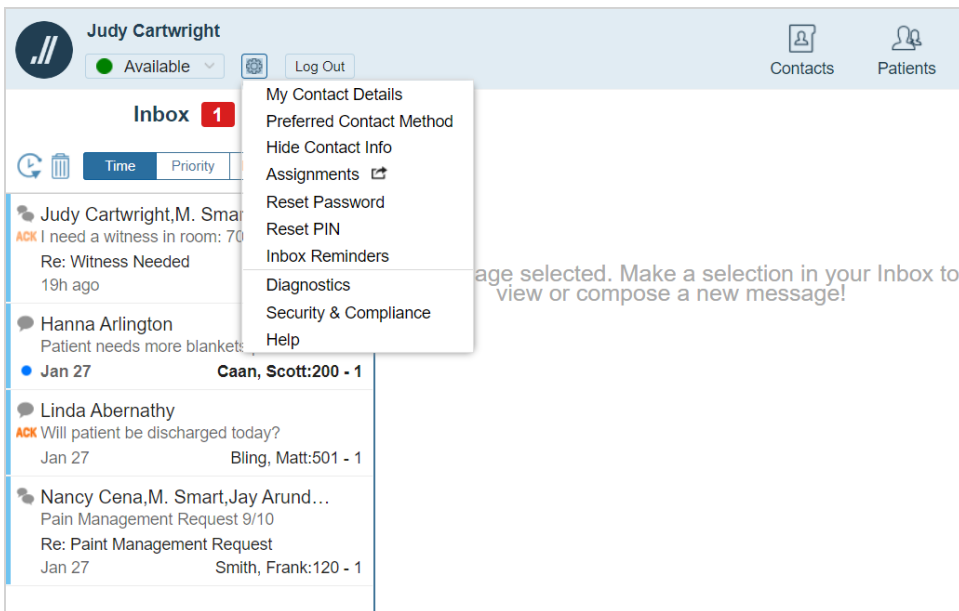 Judy Cartwright
Available
Log Out
Contacts
Patients
My Contact Details
Preferred Contact Method
Hide Contact Info
Assignments
Reset Password
Reset PIN
Inbox Reminders
Diagnostics
Security & Compliance
Help
Inbox 1
Time Priority
Judy Cartwright,M. Smar
ACK I need a witness in room: 70
Re: Witness Needed
19h ago
Hanna Arlington
Patient needs more blankets
Jan 27 Caan, Scott:200 - 1
Linda Abernathy
ACK Will patient be discharged today?
Jan 27 Bling, Matt:501 - 1
Nancy Cena,M. Smart,Jay Arund…
Pain Management Request 9/10
Re: Paint Management Request
Jan 27 Smith, Frank:120 - 1
age selected. Make a selection in your Inbox to
view or compose a new message!